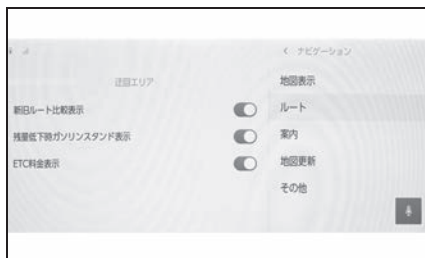 迂回エリア
新旧ルート比較表示
残量低下時ガソリンスタンド表示
ETC料金表示
< ナビゲーション
地図表示
ルート
案内
地図更新
その他